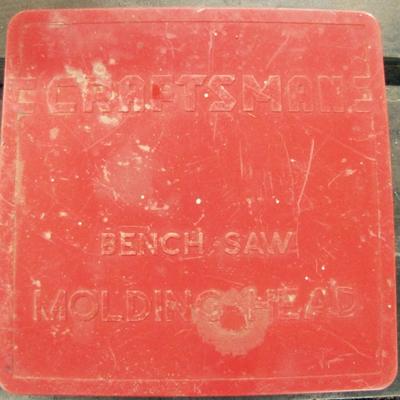 CRAFTSMAN
BENCH SAW
MOLDING HEAD